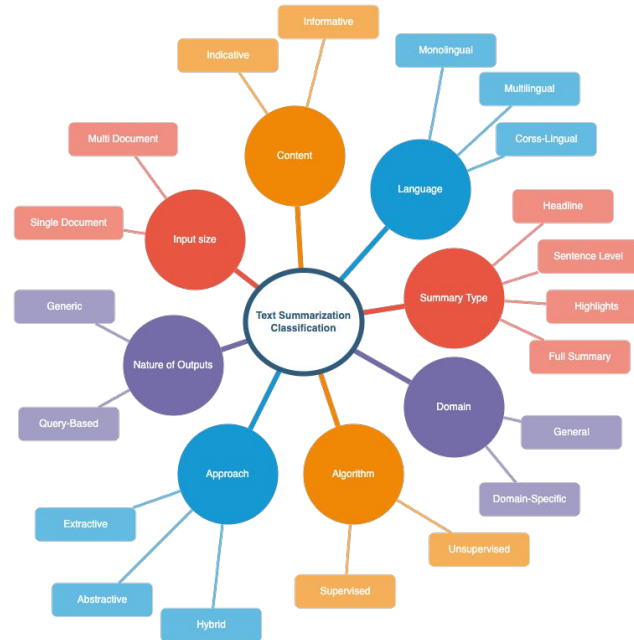 Informative
Indicative
Content
Monolingual
Multilingual
Corss-Lingual
Language
Multi Document
Single Document
Input size
Headline
Sentence Level
Highlights
Full Summary
Summary Type
Text Summarization
Classification
Generic
Query-Based
Nature of Outputs
Domain
General
Domain-Specific
Approach
Extractive
Abstractive
Hybrid
Algorithm
Unsupervised
Supervised